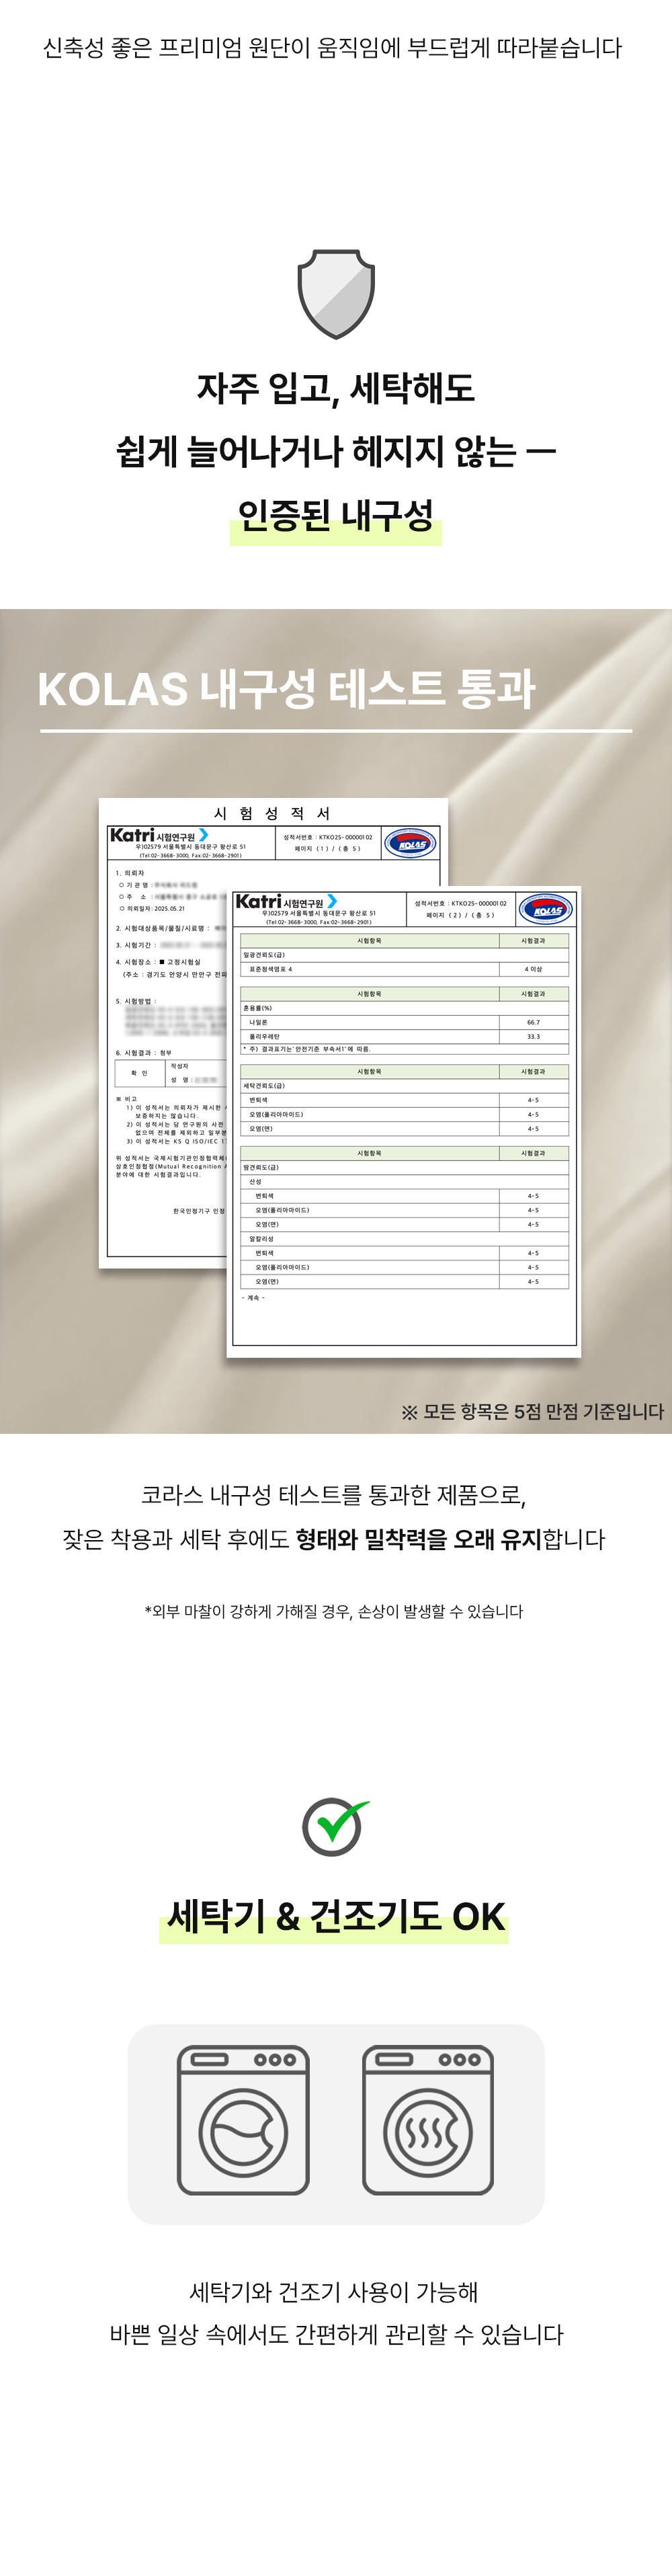 신축성 좋은 프리미엄 원단이 움직임에 부드럽게 따라붙습니다
자주 입고, 세탁해도
쉽게 늘어나거나 헤지지 않는 —
인증된 내구성
KOLAS 내구성 테스트 통과
시 험 성 적 서
Katri 시험연구원
우)02579 서울특별시 동대문구 왕산로 51
(Tel:02-3668-3000, Fax:02-3668-2901)
성적서번호 : KTKO25-00000102
페이지 (1) / (총 5)
KOLAS
1. 의뢰자
○ 기 관 명 :
○ 주 소 :
○ 의뢰일자: 2025.05.21
2. 시험대상품목/물질/시료명 :
3. 시험기간 :
4. 시험장소 : ■ 고정시험실
(주소 : 경기도 안양시 만안구
5. 시험방법 :
6. 시험결과 : 첨부
확 인
작성자
성 명 :
※ 비고
1) 이 성적서는 의뢰자가 제시한
보증하지는 않습니다.
2) 이 성적서는 당 연구원의 사전
없으며 전체를 제외하고 일부분
3) 이 성적서는 KS Q ISO/IEC
위 성적서는 국제시험기관인정협력체
상호인정협정(Mutual Recognition
분야에 대한 시험결과입니다.
한국인정기구 인정
Katri 시험연구원
우)02579 서울특별시 동대문구 왕산로 51
(Tel:02-3668-3000, Fax:02-3668-2901)
성적서번호 : KTKO25-00000102
페이지 (2) / (총 5)
KOLAS
시험항목 시험결과
일광견뢰도(급)
표준청색염포 4 4 이상
시험항목 시험결과
혼용률(%)
나일론 66.7
폴리우레탄 33.3
* 주) 결과표기는'안전기준 부속서1'에 따름.
시험항목 시험결과
세탁견뢰도(급)
변퇴색 4-5
오염(폴리아마이드) 4-5
오염(면) 4-5
시험항목 시험결과
땀견뢰도(급)
산성
변퇴색 4-5
오염(폴리아마이드) 4-5
오염(면) 4-5
알칼리성
변퇴색 4-5
오염(폴리아마이드) 4-5
오염(면) 4-5
- 계속 -
※ 모든 항목은 5점 만점 기준입니다
코라스 내구성 테스트를 통과한 제품으로,
잦은 착용과 세탁 후에도 형태와 밀착력을 오래 유지합니다
*외부 마찰이 강하게 가해질 경우, 손상이 발생할 수 있습니다
세탁기 & 건조기도 OK
세탁기와 건조기 사용이 가능해
바쁜 일상 속에서도 간편하게 관리할 수 있습니다